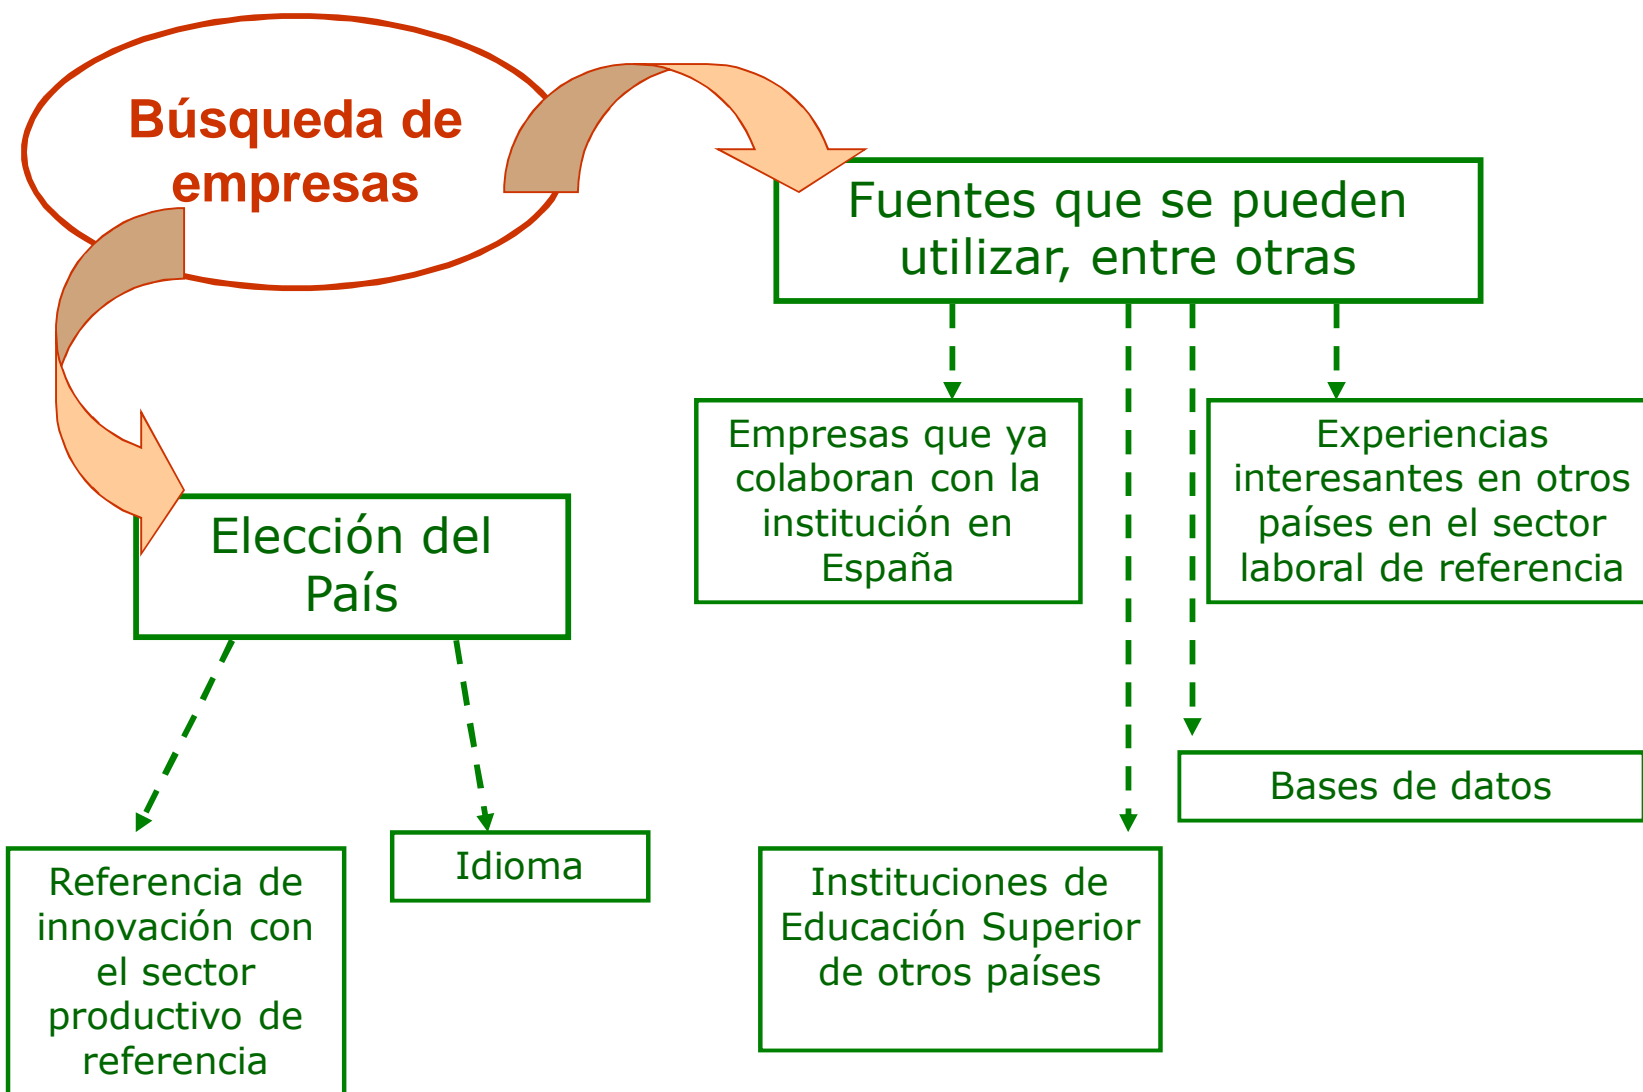 Búsqueda de
empresas
Fuentes que se pueden
utilizar, entre otras
Empresas que ya
colaboran con la
institución en
España
Experiencias
interesantes en otros
países en el sector
laboral de referencia
Elección del
País
Bases de datos
Idioma
Referencia de
innovación con
el sector
productivo de
referencia
Instituciones de
Educación Superior
de otros países